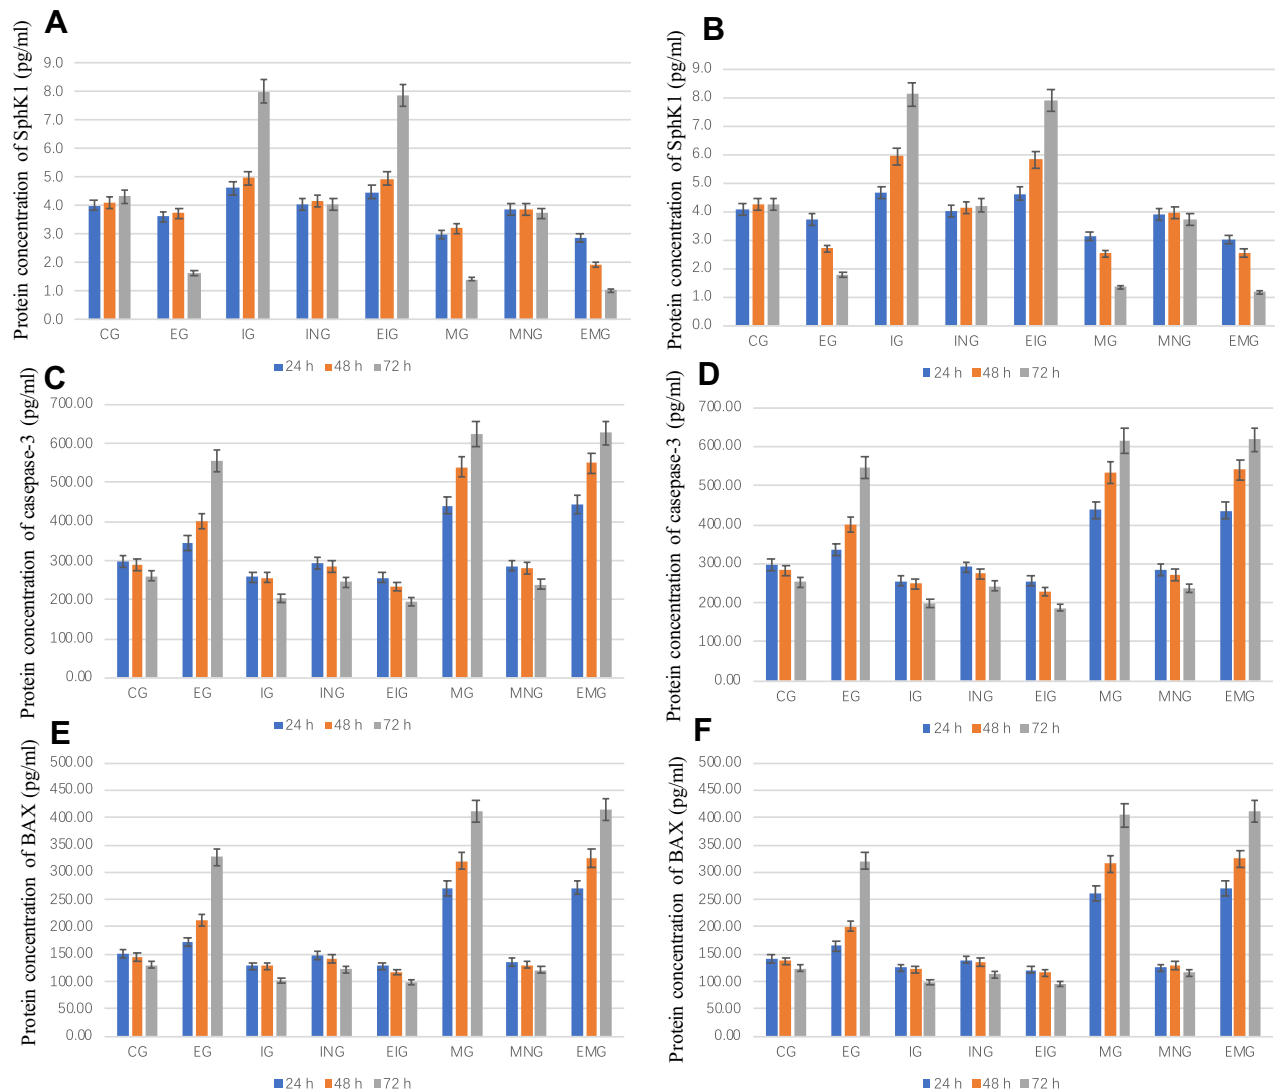 A
Protein concentration of SphK1 (pg/ml)
9.0
8.0
7.0
6.0
5.0
4.0
3.0
2.0
1.0
0.0
CG EG IG ING EIG MG MNG EMG
24 h 48 h 72 h
B
Protein concentration of SphK1 (pg/ml)
9.0
8.0
7.0
6.0
5.0
4.0
3.0
2.0
1.0
0.0
CG EG IG ING EIG MG MNG EMG
24 h 48 h 72 h
C
Protein concentration of casepase-3 (pg/ml)
700.00
600.00
500.00
400.00
300.00
200.00
100.00
0.00
CG EG IG ING EIG MG MNG EMG
24 h 48 h 72 h
D
Protein concentration of casepase-3 (pg/ml)
700.00
600.00
500.00
400.00
300.00
200.00
100.00
0.00
CG EG IG ING EIG MG MNG EMG
24 h 48 h 72 h
E
Protein concentration of BAX (pg/ml)
500.00
450.00
400.00
350.00
300.00
250.00
200.00
150.00
100.00
50.00
0.00
CG EG IG ING EIG MG MNG EMG
24 h 48 h 72 h
F
Protein concentration of BAX (pg/ml)
500.00
450.00
400.00
350.00
300.00
250.00
200.00
150.00
100.00
50.00
0.00
CG EG IG ING EIG MG MNG EMG
24 h 48 h 72 h